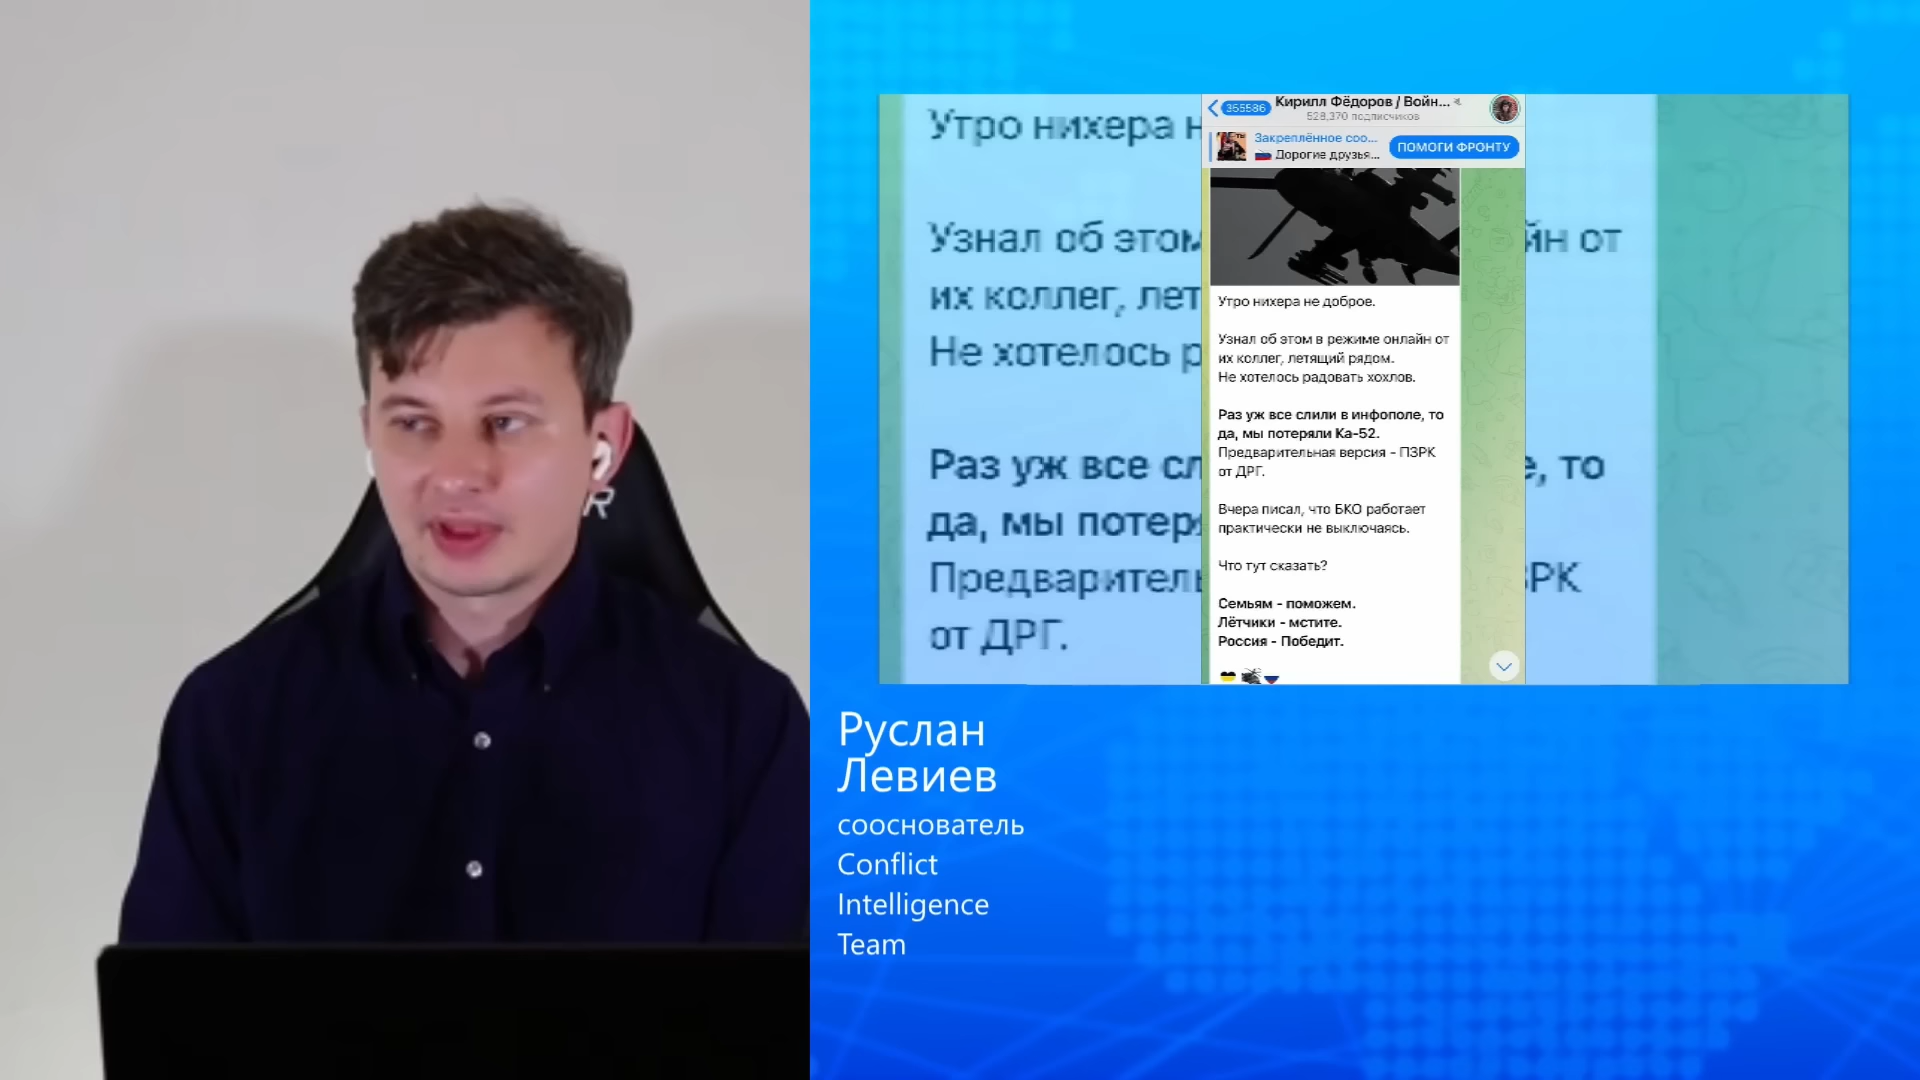 Утро нихера н
Узнал об этом
йн от
их коллег, лет
Не хотелось р
Раз уж все сл
е, то
да, мы потеря
Предваритель
ЗРК
от ДРГ.
355586
Кирилл Фёдоров / Войн...
528,370 подписчиков
Закреплённое соо...
Дорогие друзья...
ПОМОГИ ФРОНТУ
Утро нихера не доброе.
Узнал об этом в режиме онлайн от
их коллег, летящий рядом.
Не хотелось радовать хохлов.
Раз уж все слили в инфополе, то
да, мы потеряли Ка-52.
Предварительная версия - ПЗРК
от ДРГ.
Вчера писал, что БКО работает
практически не выключаясь.
Что тут сказать?
Семьям - поможем.
Лётчики - мстите.
Россия - Победит.
R
Руслан
Левиев
сооснователь
Conflict
Intelligence
Team